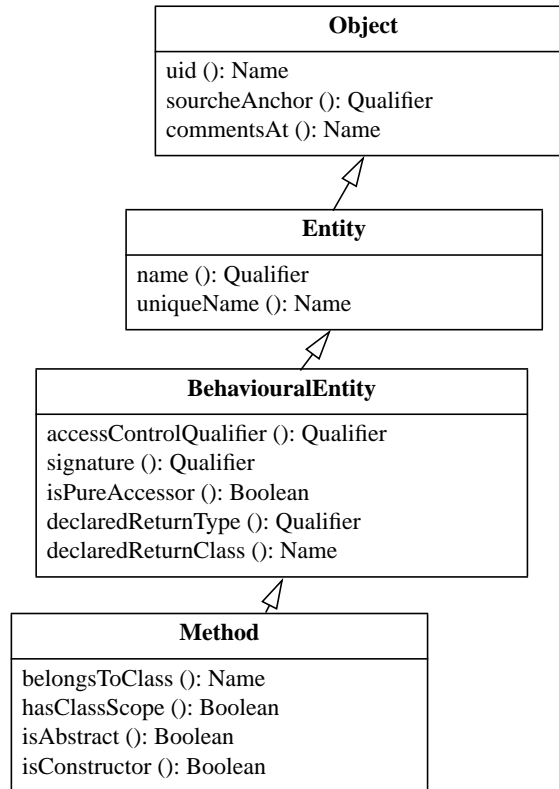 Object
uid (): Name
sourcheAnchor (): Qualifier
commentsAt (): Name
Entity
name (): Qualifier
uniqueName (): Name
BehaviouralEntity
accessControlQualifier (): Qualifier
signature (): Qualifier
isPureAccessor (): Boolean
declaredReturnType (): Qualifier
declaredReturnClass (): Name
Method
belongsToClass (): Name
hasClassScope (): Boolean
isAbstract (): Boolean
isConstructor (): Boolean